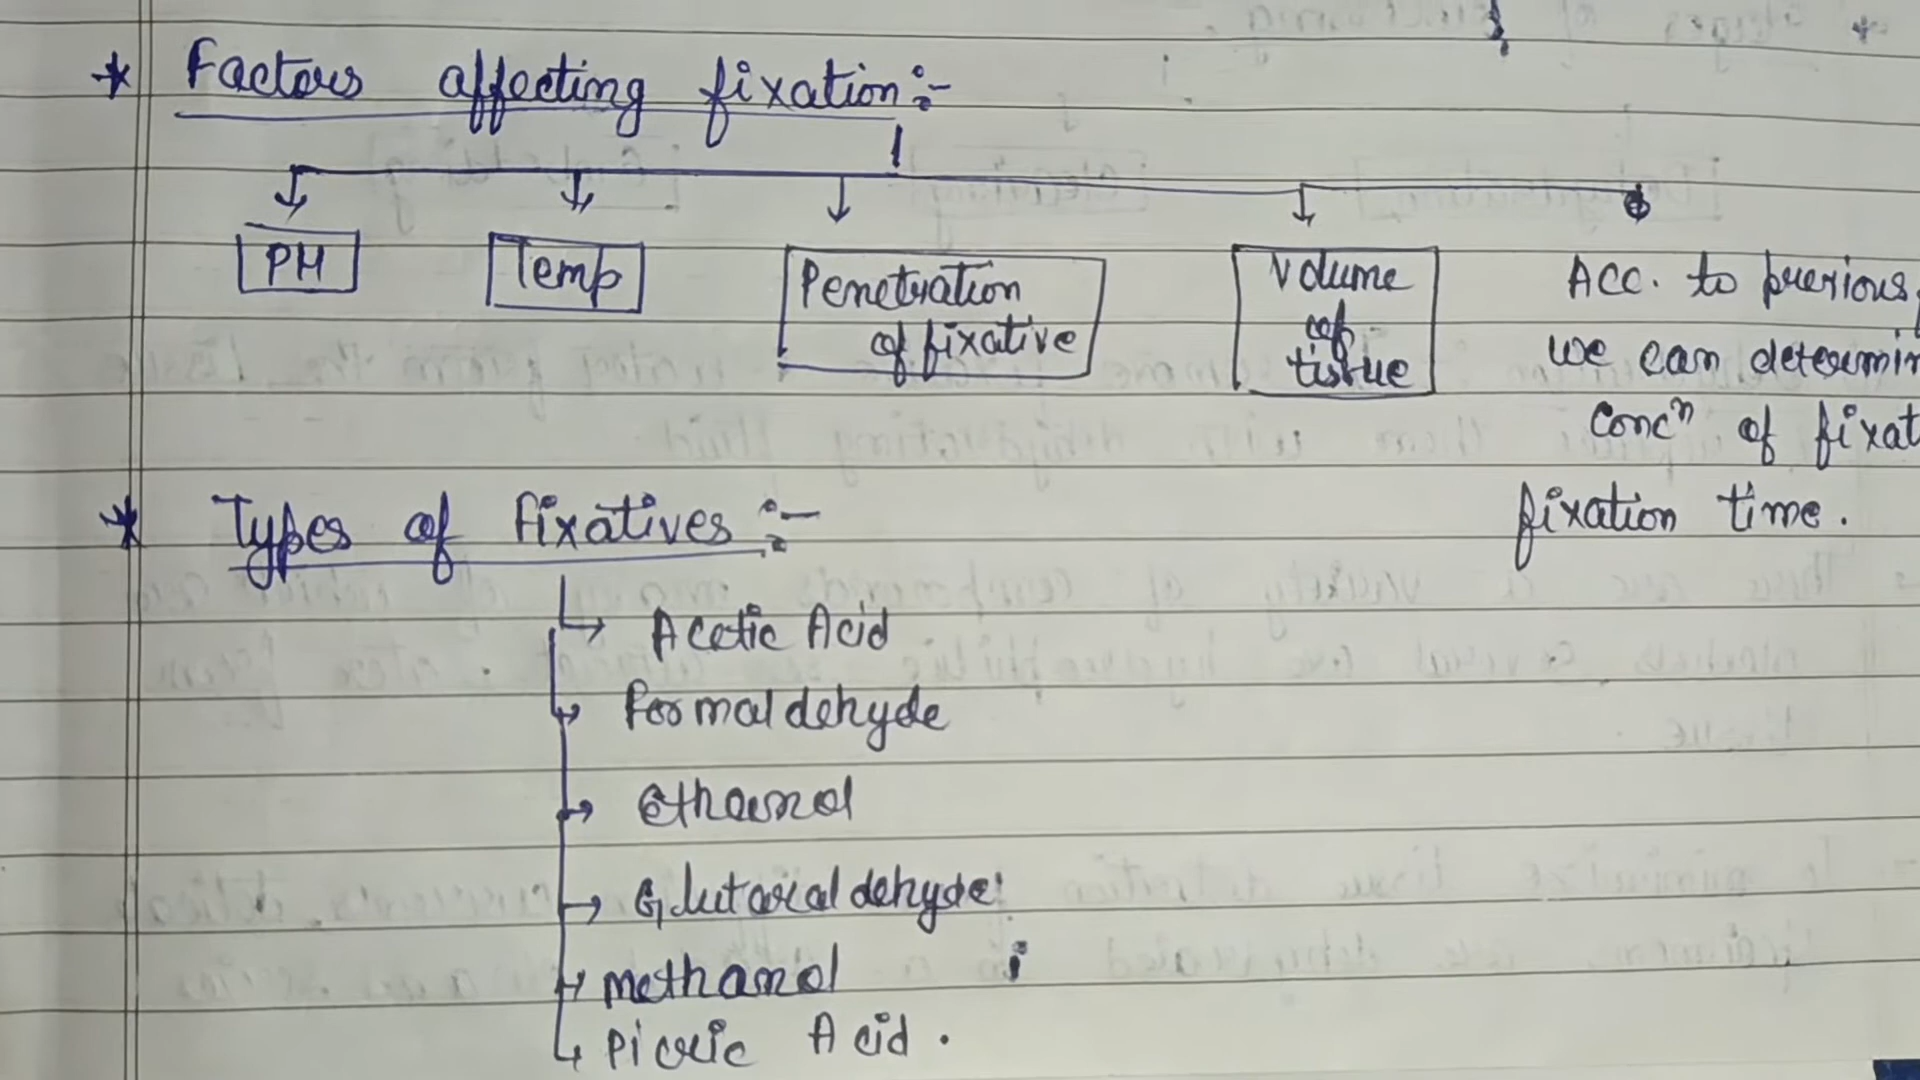 * Factors affecting fixation :-
PH
Temp
Penetration
of fixative
Volume
of
tissue
Acc. to previous,
we can determin
Concⁿ of fixat
fixation time.
* Types of fixatives :-
Acetic Acid
Formaldehyde
Ethanol
Glutaraldehyde
methanol
Picric Acid.